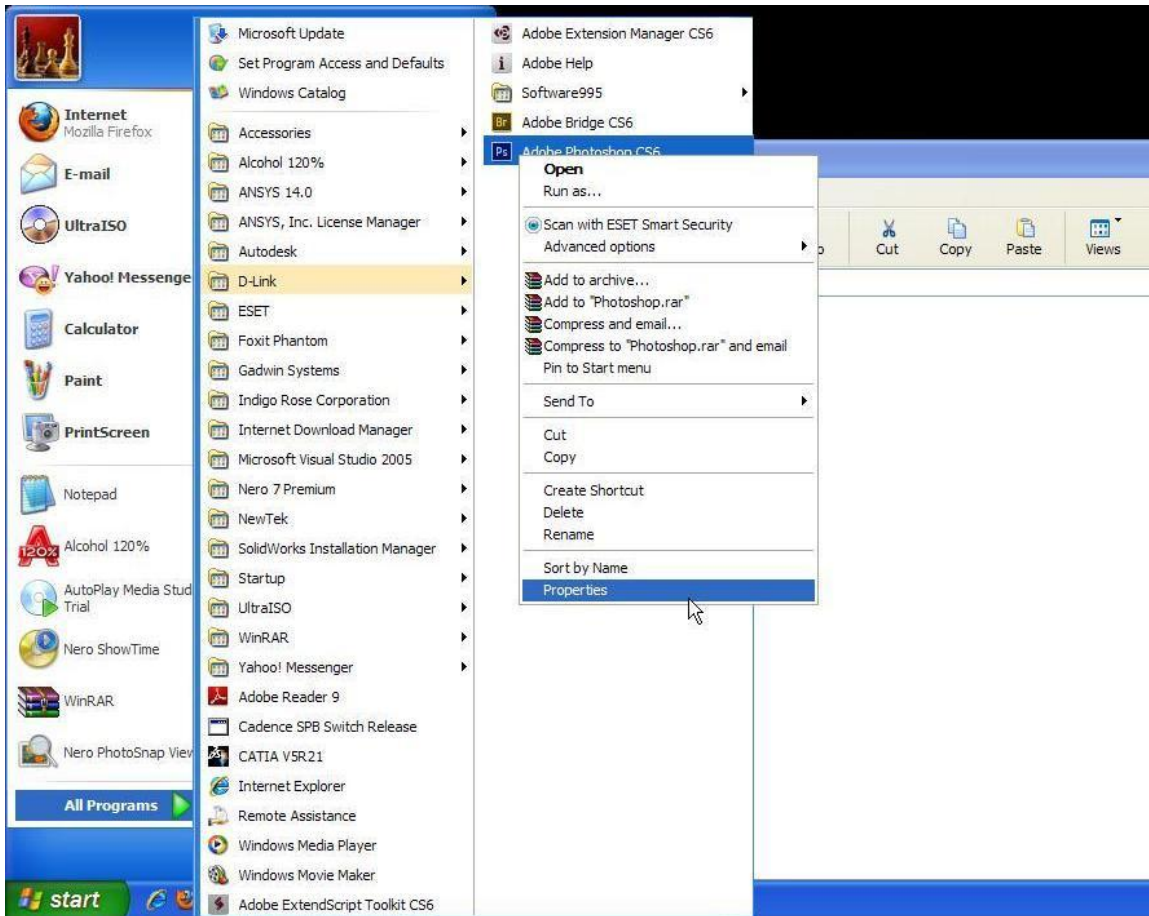 Internet
Mozilla Firefox
E-mail
UltraISO
Yahoo! Messenge
Calculator
Paint
PrintScreen
Notepad
Alcohol 120%
120%
AutoPlay Media Stud
Trial
Nero ShowTime
WinRAR
Nero PhotoSnap View
All Programs
start
Microsoft Update
Set Program Access and Defaults
Windows Catalog
Accessories
Alcohol 120%
ANSYS 14.0
ANSYS, Inc. License Manager
Autodesk
D-Link
ESET
Foxit Phantom
Gadwin Systems
Indigo Rose Corporation
Internet Download Manager
Microsoft Visual Studio 2005
Nero 7 Premium
NewTek
SolidWorks Installation Manager
Startup
UltraISO
WinRAR
Yahoo! Messenger
Adobe Reader 9
Cadence SPB Switch Release
CATIA V5R21
Internet Explorer
Remote Assistance
Windows Media Player
Windows Movie Maker
Adobe ExtendScript Toolkit CS6
Adobe Extension Manager CS6
Adobe Help
Software995
Br Adobe Bridge CS6
Ps Adobe Photoshop CS6
Open
Run as...
Scan with ESET Smart Security
Advanced options
Add to archive...
Add to "Photoshop.rar"
Compress and email...
Compress to "Photoshop.rar" and email
Pin to Start menu
Send To
Cut
Copy
Create Shortcut
Delete
Rename
Sort by Name
Properties
Cut Copy Paste Views